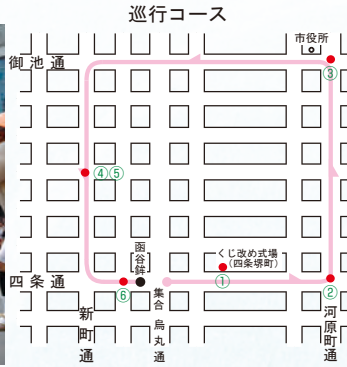 巡行コース
市役所
御池通
③
④⑤
函谷鉾
くじ改め式場
(四条堺町)
四条通
⑥
集合
①
②
新町通
烏丸通
河原町通